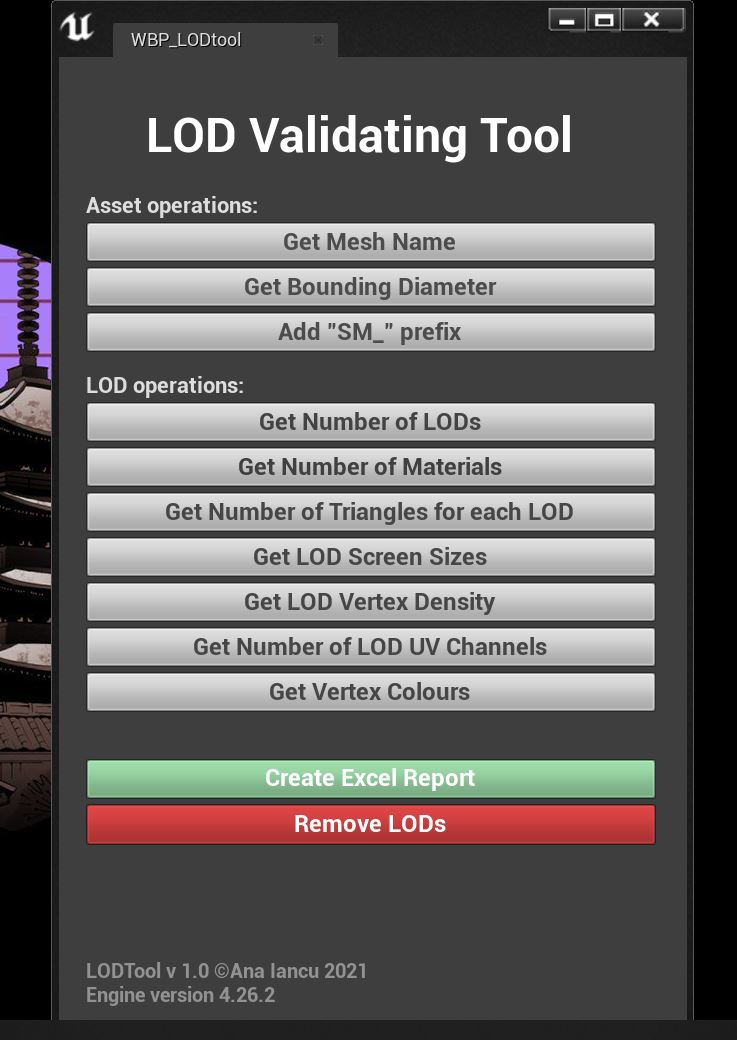 WBP_LODtool
LOD Validating Tool
Asset operations:
Get Mesh Name
Get Bounding Diameter
Add "SM_" prefix
LOD operations:
Get Number of LODs
Get Number of Materials
Get Number of Triangles for each LOD
Get LOD Screen Sizes
Get LOD Vertex Density
Get Number of LOD UV Channels
Get Vertex Colours
Create Excel Report
Remove LODs
LODTool v 1.0 ©Ana Iancu 2021
Engine version 4.26.2